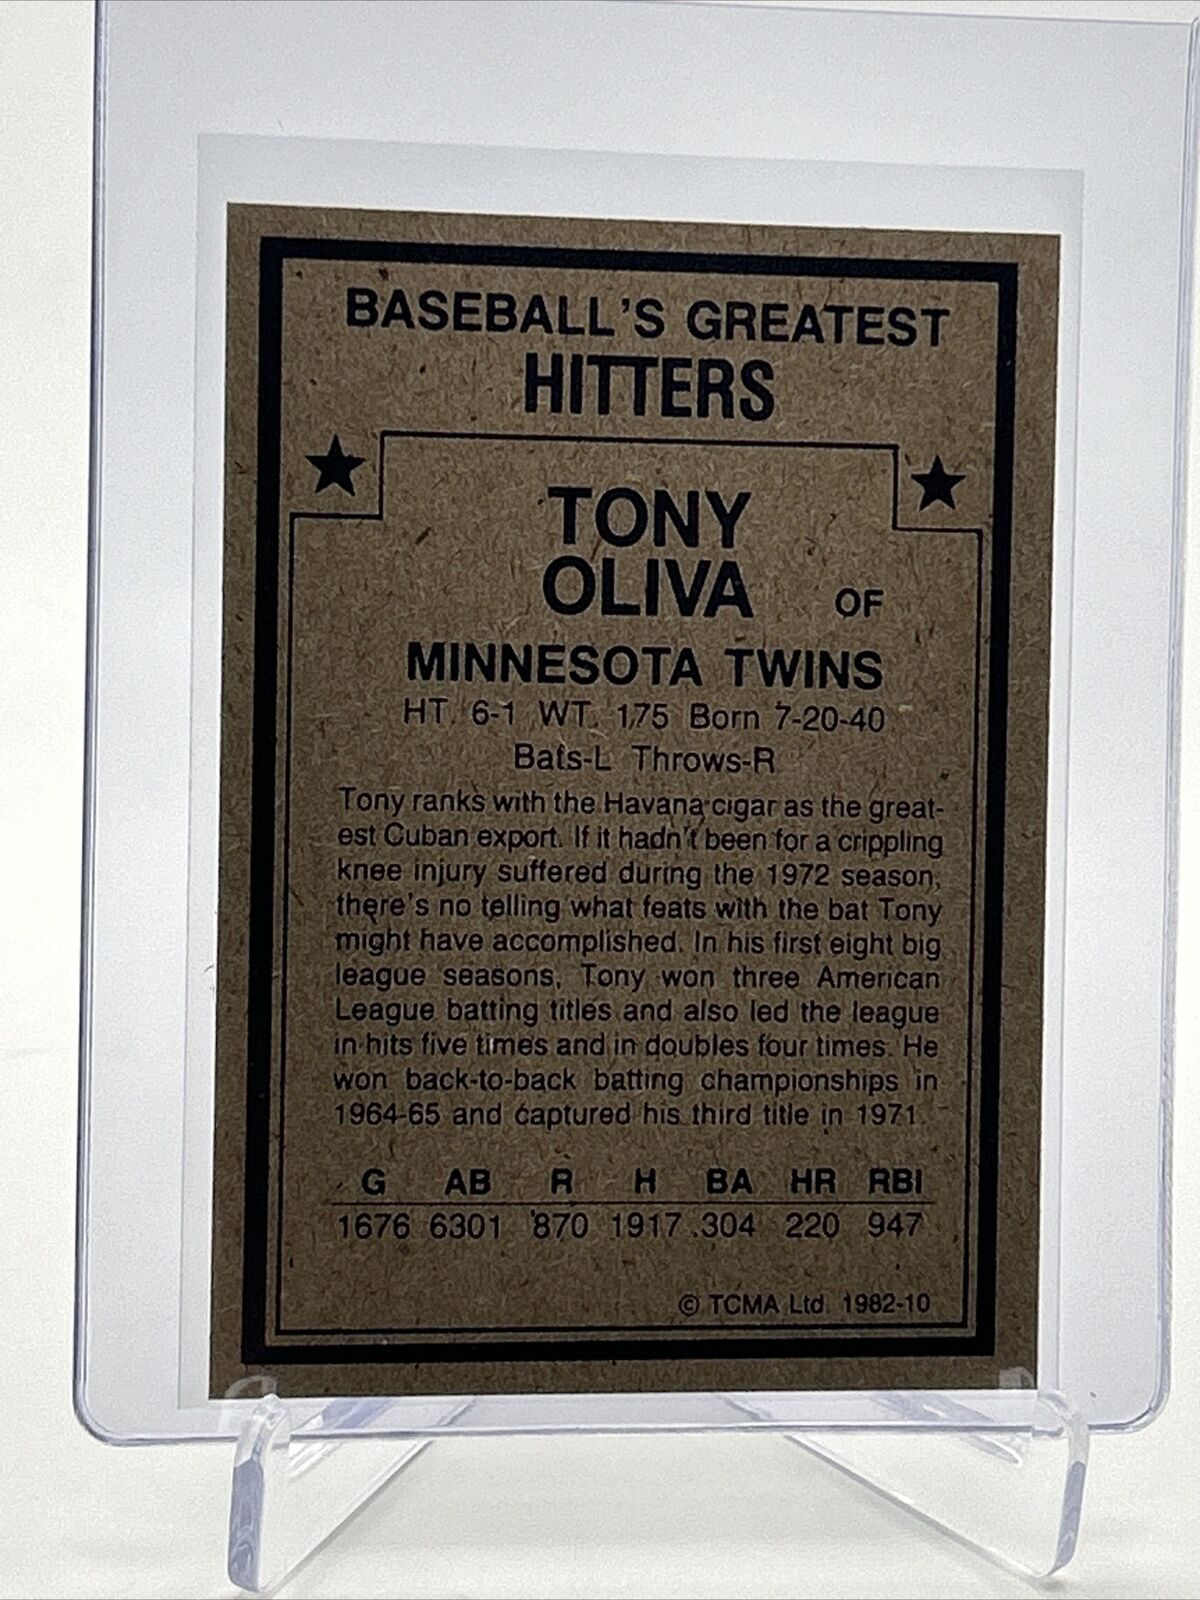 BASEBALL'S GREATEST
HITTERS
TONY
OLIVA OF
MINNESOTA TWINS
HT. 6-1 WT. 175 Born 7-20-40
Bats-L Throws-R
Tony ranks with the Havana cigar as the great-
est Cuban export. If it hadn't been for a crippling
knee injury suffered during the 1972 season,
there's no telling what feats with the bat Tony
might have accomplished. In his first eight big
league seasons, Tony won three American
League batting titles and also led the league
in hits five times and in doubles four times. He
won back-to-back batting championships in
1964-65 and captured his third title in 1971.
G AB R H BA HR RBI
1676 6301 870 1917 .304 220 947
© TCMA Ltd. 1982-10